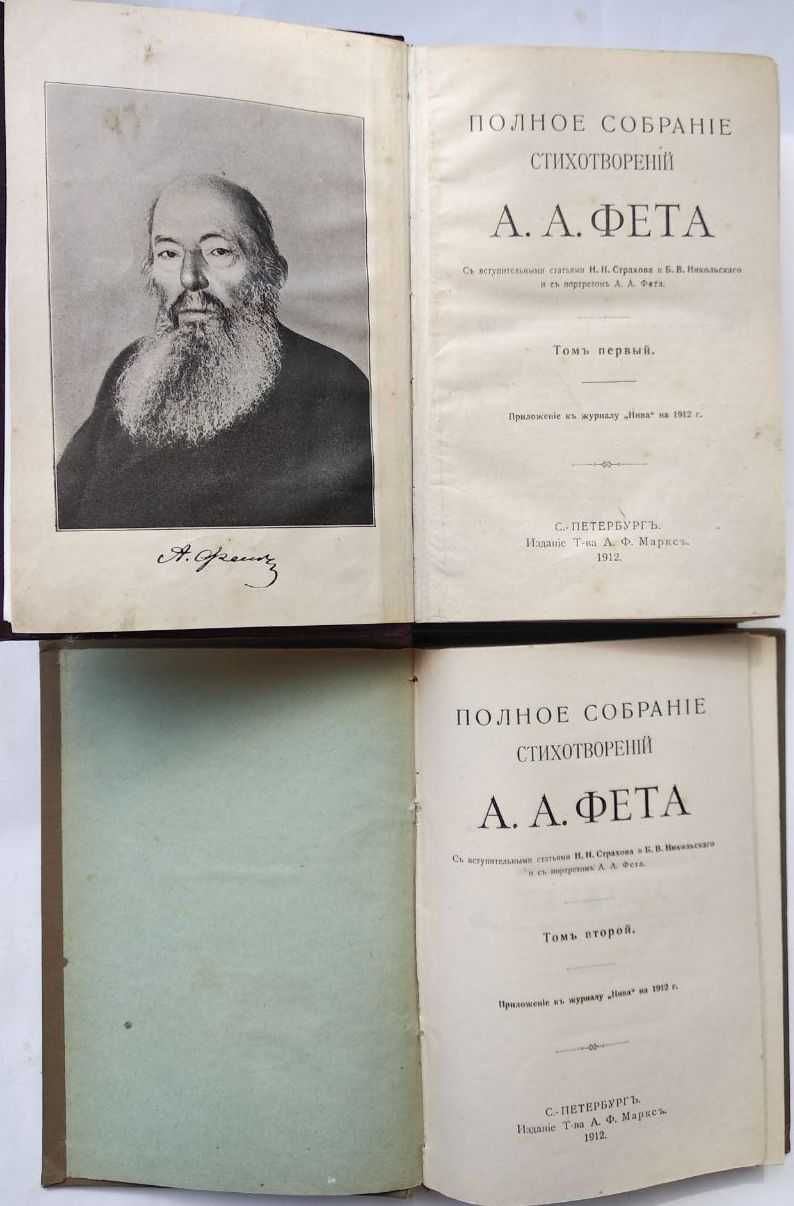 ПОЛНОЕ СОБРАНІЕ
СТИХОТВОРЕНІЙ
А. А. ФЕТА
Съ вступительными статьями Н. Н. Страхова и Б. В. Никольскаго
и съ портретомъ А. А. Фета.
Томъ первый.
Приложеніе къ журналу „Нива“ на 1912 г.
С.-ПЕТЕРБУРГЪ.
Изданіе Т-ва А. Ф. Марксъ.
1912.
А. Фетъ
ПОЛНОЕ СОБРАНІЕ
СТИХОТВОРЕНІЙ
А. А. ФЕТА
Съ вступительными статьями Н. Н. Страхова и Б. В. Никольскаго
и съ портретомъ А. А. Фета.
Томъ второй.
Приложеніе къ журналу „Нива“ на 1912 г.
С.-ПЕТЕРБУРГЪ.
Изданіе Т-ва А. Ф. Марксъ.
1912.